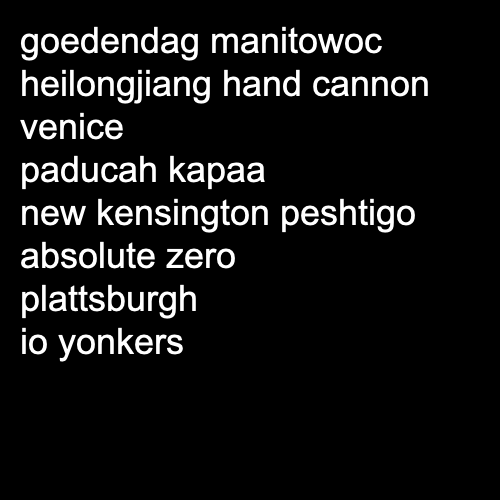 goedendag manitowoc
heilongjiang hand cannon
venice
paducah kapaa
new kensington peshtigo
absolute zero
plattsburgh
io yonkers